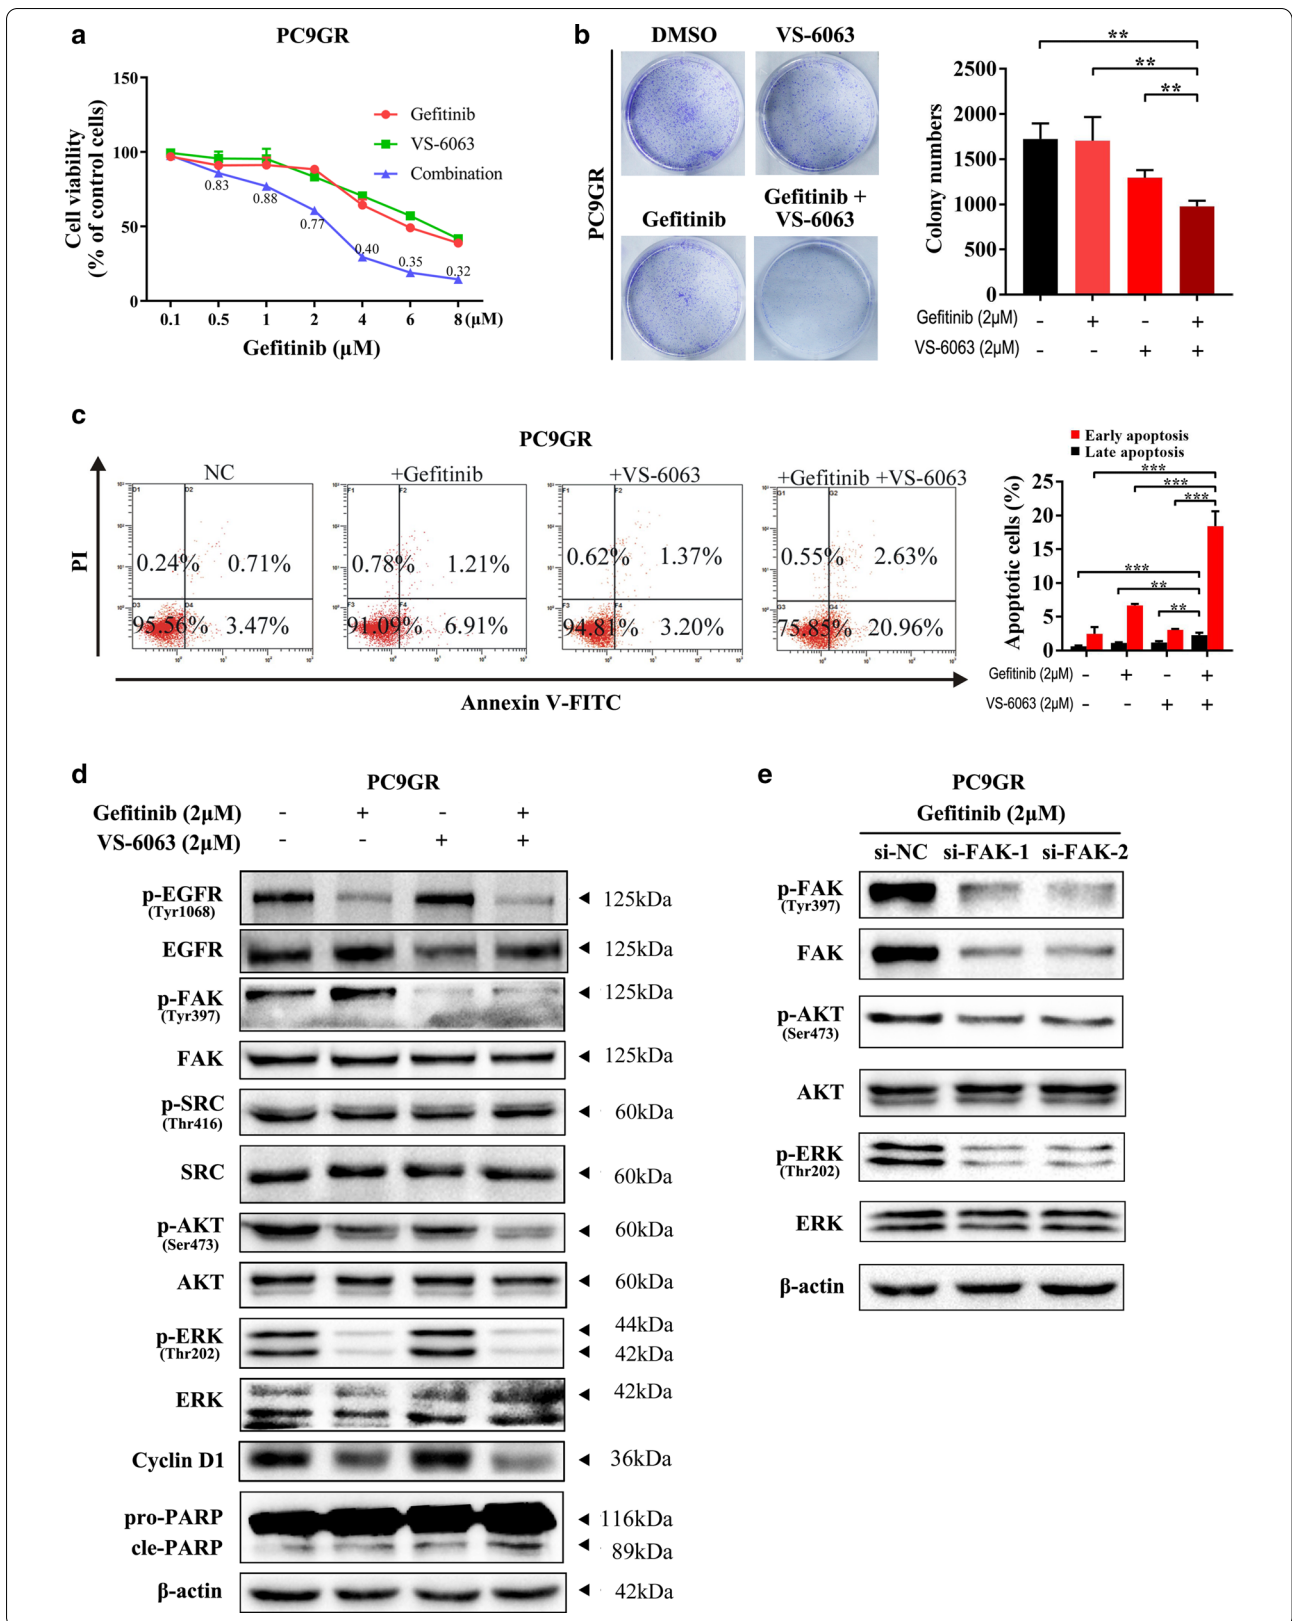 a
PC9GR
Cell viability
(% of control cells)
150
100
50
0
Gefitinib
VS-6063
Combination
0.83
0.88
0.77
0.40
0.35
0.32
0.1 0.5 1 2 4 6 8 (μM)
Gefitinib (μM)
b
PC9GR
DMSO VS-6063
Gefitinib
Gefitinib +
VS-6063
Colony numbers
2500
2000
1500
1000
500
0
**
**
**
Gefitinib (2μM) - + - +
VS-6063 (2μM) - - + +
c
PC9GR
PI
NC +Gefitinib +VS-6063 +Gefitinib +VS-6063
0.24% 0.71% 0.78% 1.21% 0.62% 1.37% 0.55% 2.63%
95.56% 3.47% 91.09% 6.91% 94.81% 3.20% 75.85% 20.96%
Annexin V-FITC
Early apoptosis
Late apoptosis
Apoptotic cells (%)
25
20
15
10
5
0
***
***
***
***
**
**
Gefitinib (2μM) - + - +
VS-6063 (2μM) - - + +
d
PC9GR
Gefitinib (2μM) - + - +
VS-6063 (2μM) - - + +
p-EGFR 125kDa
(Tyr1068)
EGFR 125kDa
p-FAK 125kDa
(Tyr397)
FAK 125kDa
p-SRC 60kDa
(Thr416)
SRC 60kDa
p-AKT 60kDa
(Ser473)
AKT 60kDa
p-ERK 44kDa
(Thr202) 42kDa
ERK 42kDa
Cyclin D1 36kDa
pro-PARP 116kDa
cle-PARP 89kDa
β-actin 42kDa
e
PC9GR
Gefitinib (2μM)
si-NC si-FAK-1 si-FAK-2
p-FAK
(Tyr397)
FAK
p-AKT
(Ser473)
AKT
p-ERK
(Thr202)
ERK
β-actin